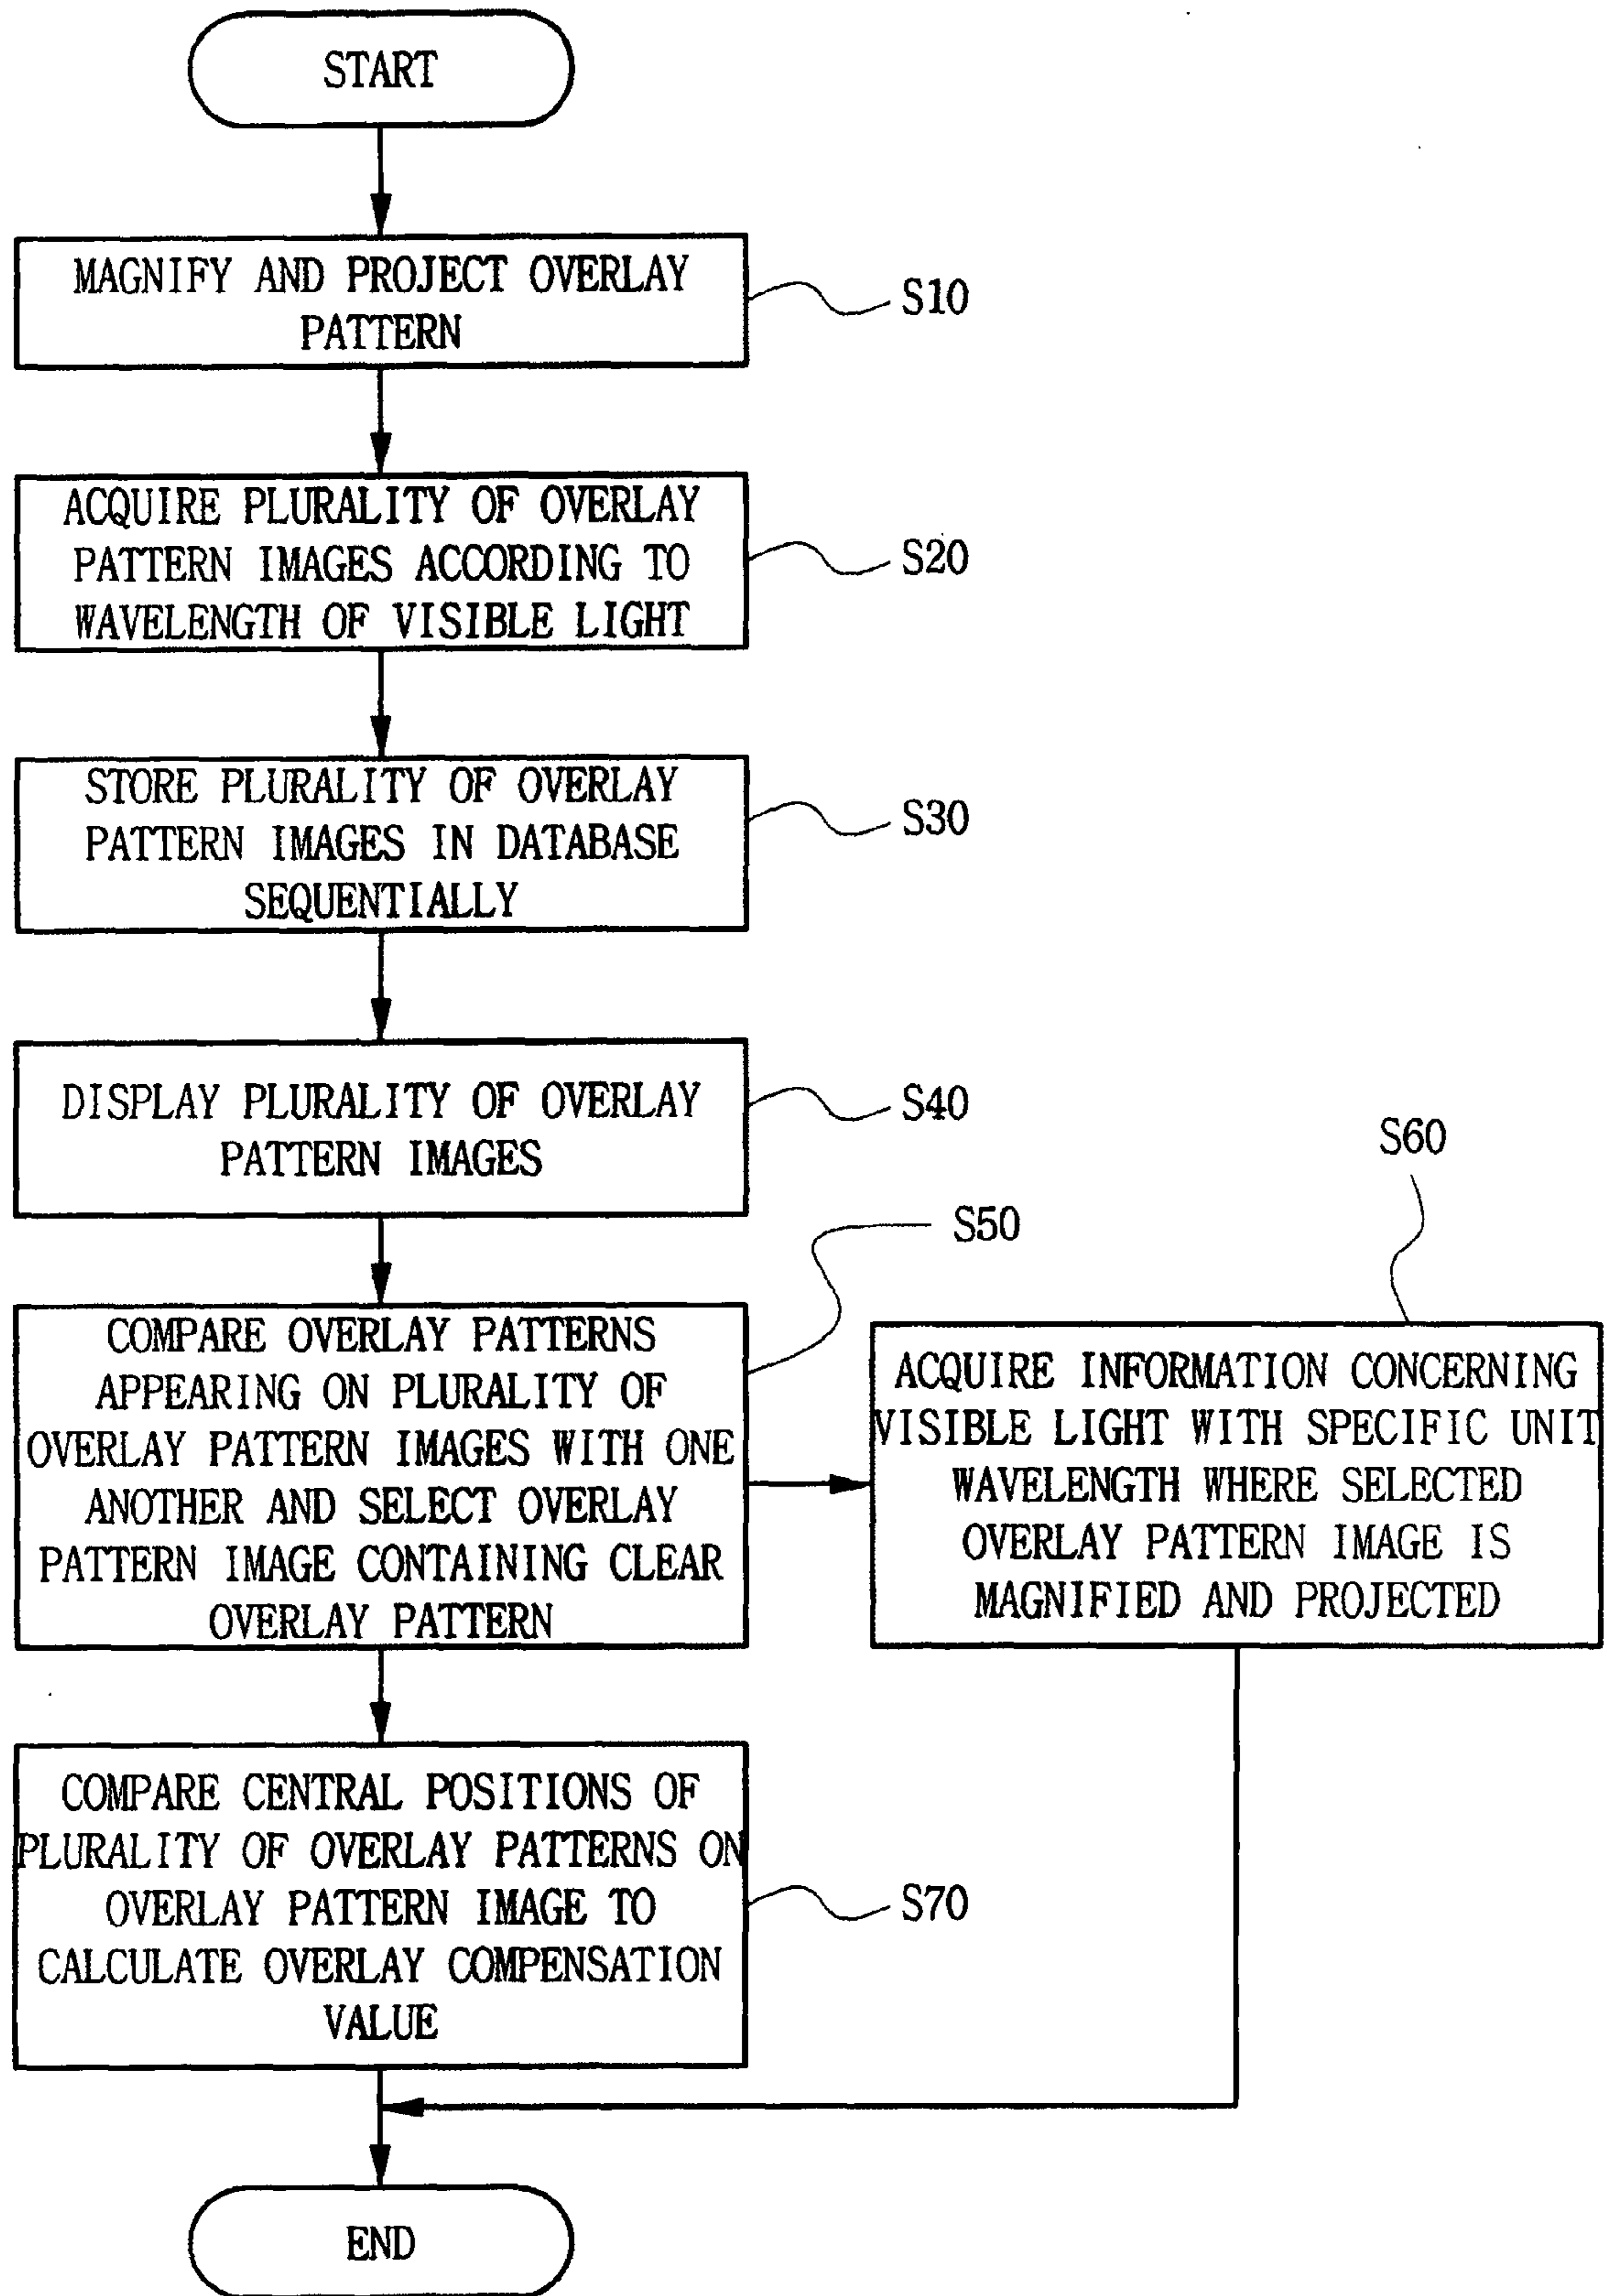 START
MAGNIFY AND PROJECT OVERLAY
PATTERN
S10
ACQUIRE PLURALITY OF OVERLAY
PATTERN IMAGES ACCORDING TO
WAVELENGTH OF VISIBLE LIGHT
S20
STORE PLURALITY OF OVERLAY
PATTERN IMAGES IN DATABASE
SEQUENTIALLY
S30
DISPLAY PLURALITY OF OVERLAY
PATTERN IMAGES
S40
COMPARE OVERLAY PATTERNS
APPEARING ON PLURALITY OF
OVERLAY PATTERN IMAGES WITH ONE
ANOTHER AND SELECT OVERLAY
PATTERN IMAGE CONTAINING CLEAR
OVERLAY PATTERN
S50
S60
ACQUIRE INFORMATION CONCERNING
VISIBLE LIGHT WITH SPECIFIC UNIT
WAVELENGTH WHERE SELECTED
OVERLAY PATTERN IMAGE IS
MAGNIFIED AND PROJECTED
COMPARE CENTRAL POSITIONS OF
PLURALITY OF OVERLAY PATTERNS ON
OVERLAY PATTERN IMAGE TO
CALCULATE OVERLAY COMPENSATION
VALUE
S70
END